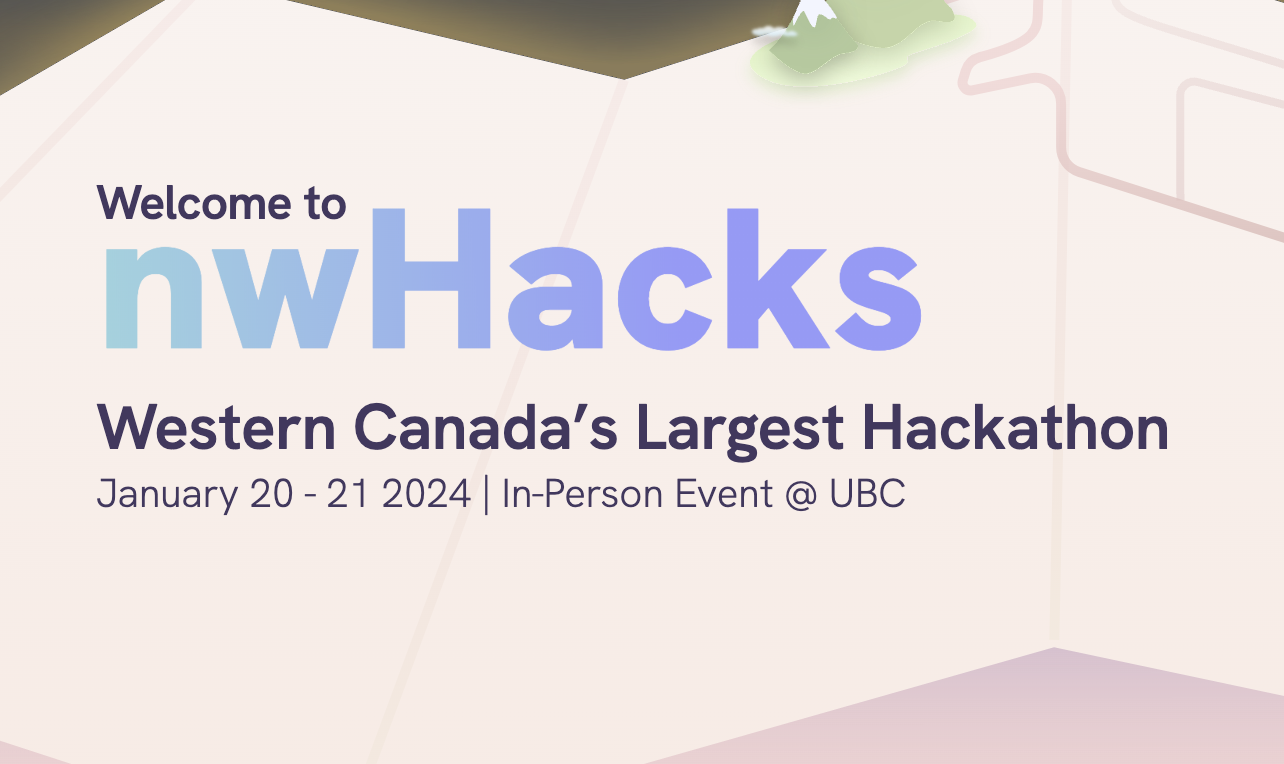 Welcome to
nwHacks
Western Canada’s Largest Hackathon
January 20 - 21 2024 | In-Person Event @ UBC